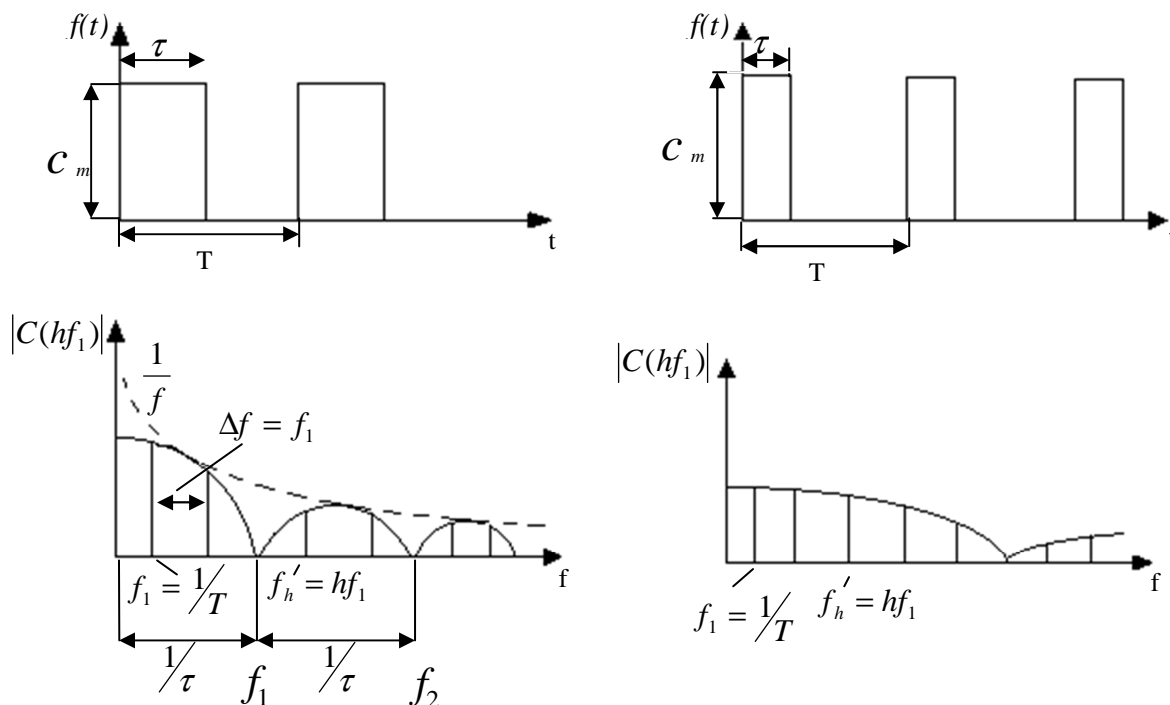 f(t)
τ
C m
T
t
f(t)
τ
C m
T
|C(hf₁)|
1/f
Δf = f₁
f
f₁ = 1/T
f′ₕ = hf₁
1/τ
f₁
1/τ
f₂
|C(hf₁)|
f
f₁ = 1/T
f′ₕ = hf₁